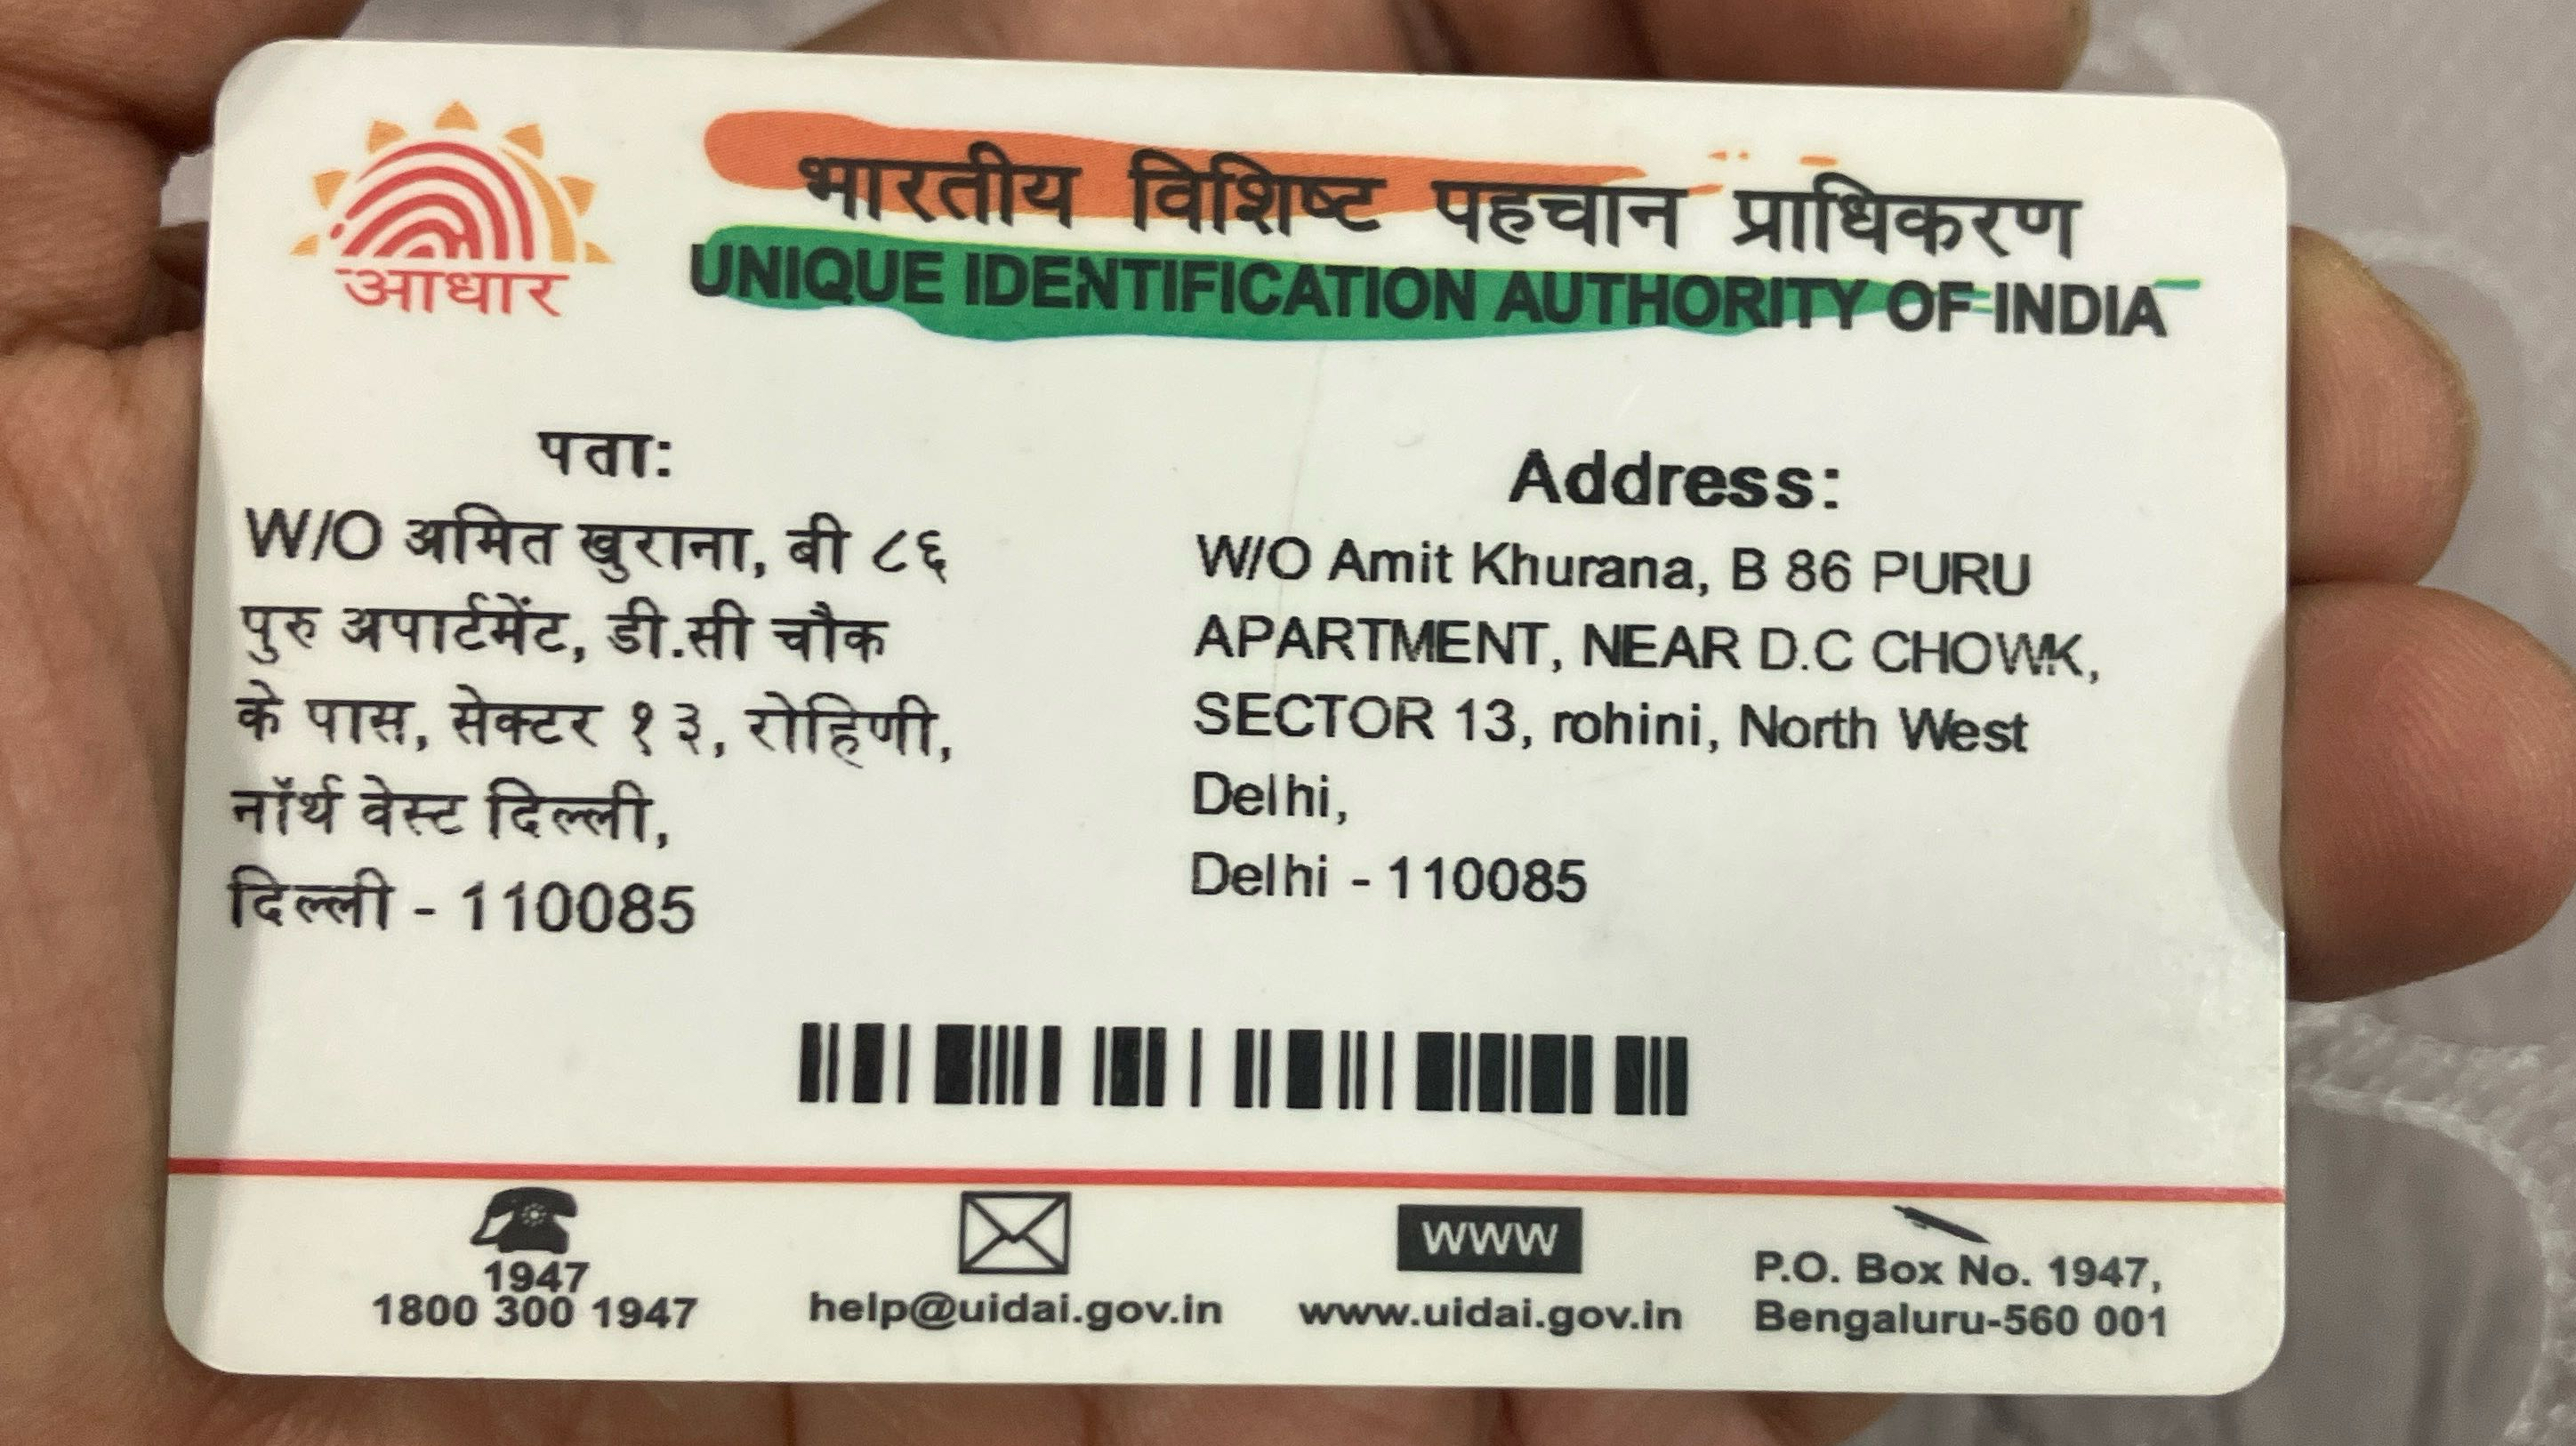 आधार
भारतीय विशिष्ट पहचान प्राधिकरण
UNIQUE IDENTIFICATION AUTHORITY OF INDIA
पता:
W/O अमित खुराना, बी ८६
पुरु अपार्टमेंट, डी.सी चौक
के पास, सेक्टर १३, रोहिणी,
नॉर्थ वेस्ट दिल्ली,
दिल्ली - 110085
Address:
W/O Amit Khurana, B 86 PURU
APARTMENT, NEAR D.C CHOWK,
SECTOR 13, rohini, North West
Delhi,
Delhi - 110085
1947
1800 300 1947
help@uidai.gov.in
WWW
www.uidai.gov.in
P.O. Box No. 1947,
Bengaluru-560 001